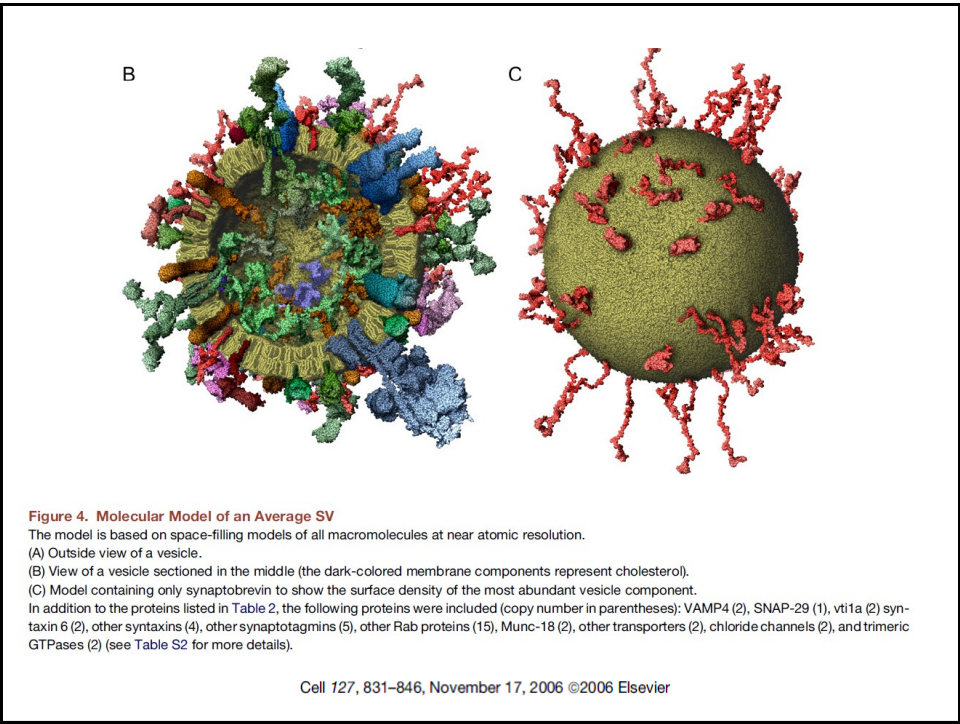 B
C
Figure 4. Molecular Model of an Average SV
The model is based on space-filling models of all macromolecules at near atomic resolution.
(A) Outside view of a vesicle.
(B) View of a vesicle sectioned in the middle (the dark-colored membrane components represent cholesterol).
(C) Model containing only synaptobrevin to show the surface density of the most abundant vesicle component.
In addition to the proteins listed in Table 2, the following proteins were included (copy number in parentheses): VAMP4 (2), SNAP-29 (1), vti1a (2) syn-
taxin 6 (2), other syntaxins (4), other synaptotagmins (5), other Rab proteins (15), Munc-18 (2), other transporters (2), chloride channels (2), and trimeric
GTPases (2) (see Table S2 for more details).
Cell 127, 831–846, November 17, 2006 ©2006 Elsevier